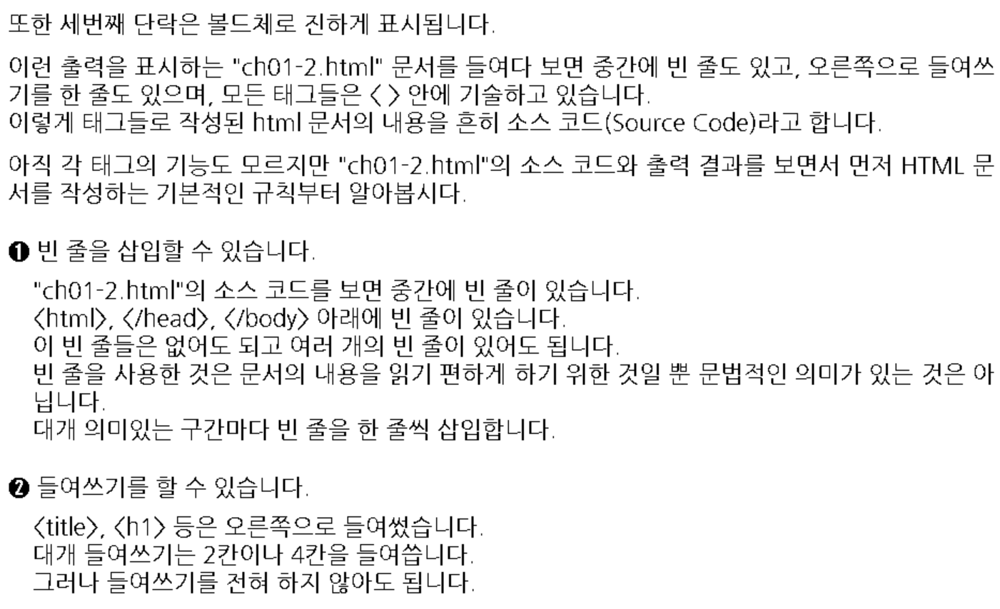 또한 세번째 단락은 볼드체로 진하게 표시됩니다.
이런 출력을 표시하는 "ch01-2.html" 문서를 들여다 보면 중간에 빈 줄도 있고, 오른쪽으로 들여쓰
기를 한 줄도 있으며, 모든 태그들은 〈 〉 안에 기술하고 있습니다.
이렇게 태그들로 작성된 html 문서의 내용을 흔히 소스 코드(Source Code)라고 합니다.
아직 각 태그의 기능도 모르지만 "ch01-2.html"의 소스 코드와 출력 결과를 보면서 먼저 HTML 문
서를 작성하는 기본적인 규칙부터 알아봅시다.
❶ 빈 줄을 삽입할 수 있습니다.
"ch01-2.html"의 소스 코드를 보면 중간에 빈 줄이 있습니다.
〈html〉, 〈/head〉, 〈/body〉 아래에 빈 줄이 있습니다.
이 빈 줄들은 없어도 되고 여러 개의 빈 줄이 있어도 됩니다.
빈 줄을 사용한 것은 문서의 내용을 읽기 편하게 하기 위한 것일 뿐 문법적인 의미가 있는 것은 아
닙니다.
대개 의미있는 구간마다 빈 줄을 한 줄씩 삽입합니다.
❷ 들여쓰기를 할 수 있습니다.
〈title〉, 〈h1〉 등은 오른쪽으로 들여썼습니다.
대개 들여쓰기는 2칸이나 4칸을 들여씁니다.
그러나 들여쓰기를 전혀 하지 않아도 됩니다.